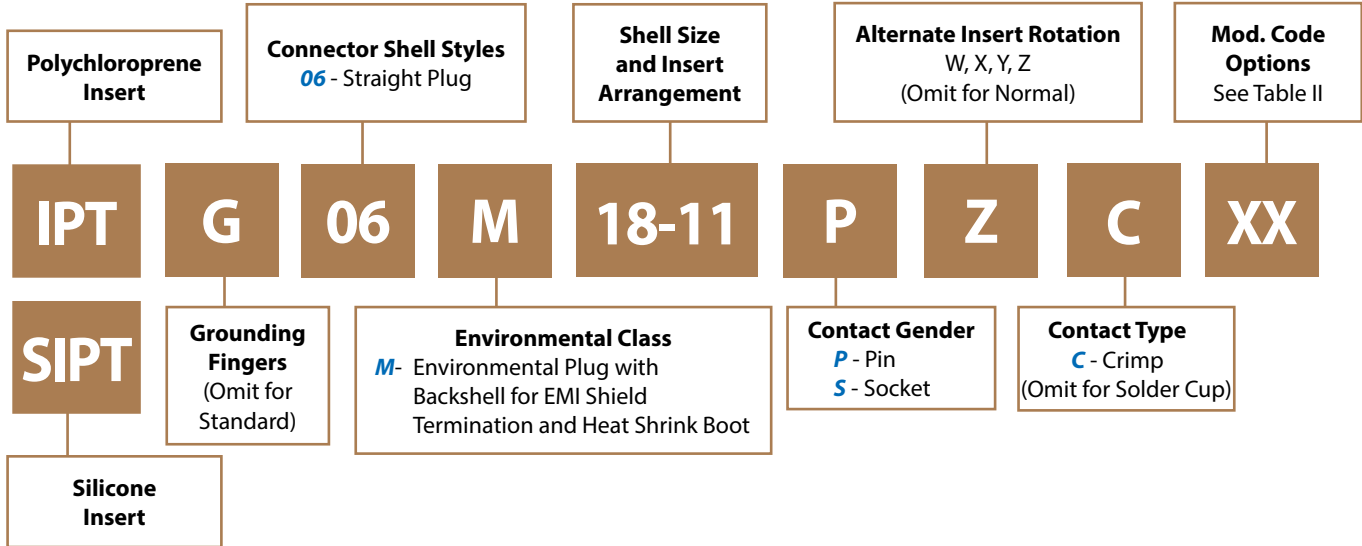 Polychloroprene
Insert
Connector Shell Styles
06 - Straight Plug
Shell Size
and Insert
Arrangement
Alternate Insert Rotation
W, X, Y, Z
(Omit for Normal)
Mod. Code
Options
See Table II
IPT G 06 M 18-11 P Z C XX
SIPT
Grounding
Fingers
(Omit for
Standard)
Environmental Class
M- Environmental Plug with
Backshell for EMI Shield
Termination and Heat Shrink Boot
Contact Gender
P - Pin
S - Socket
Contact Type
C - Crimp
(Omit for Solder Cup)
Silicone
Insert